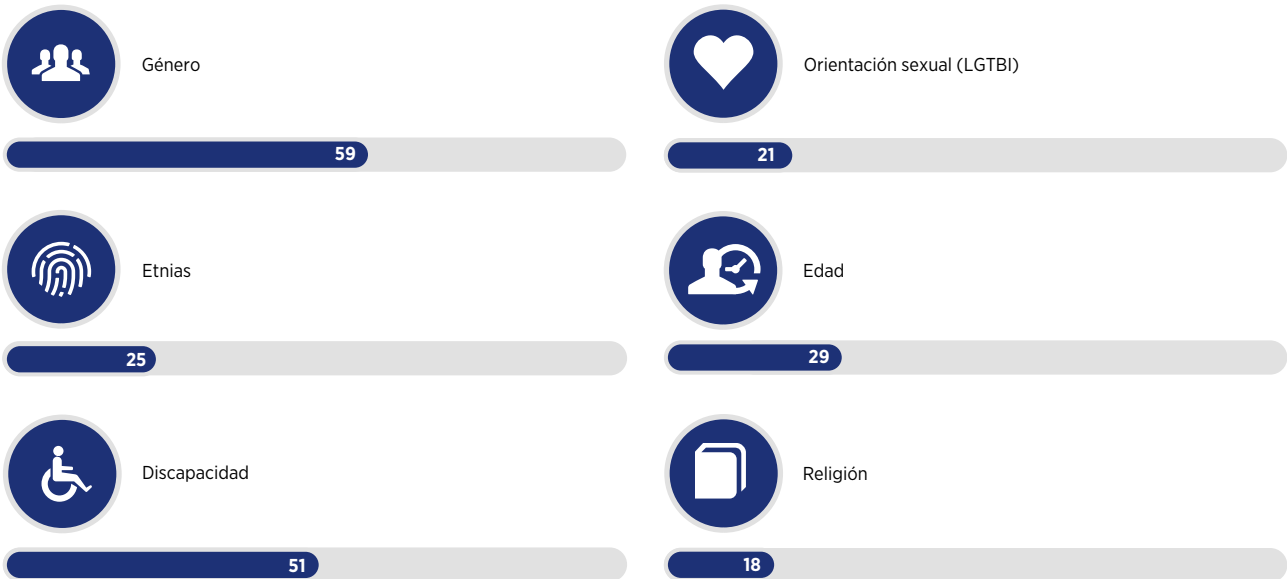 Género
59
Orientación sexual (LGTBI)
21
Etnias
25
Edad
29
Discapacidad
51
Religión
18